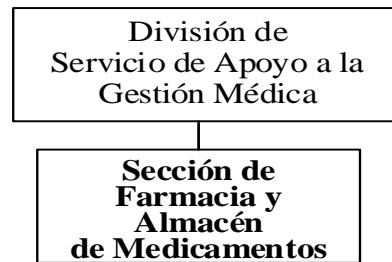 División de
Servicio de Apoyo a la
Gestión Médica
Sección de
Farmacia y
Almacén
de Medicamentos